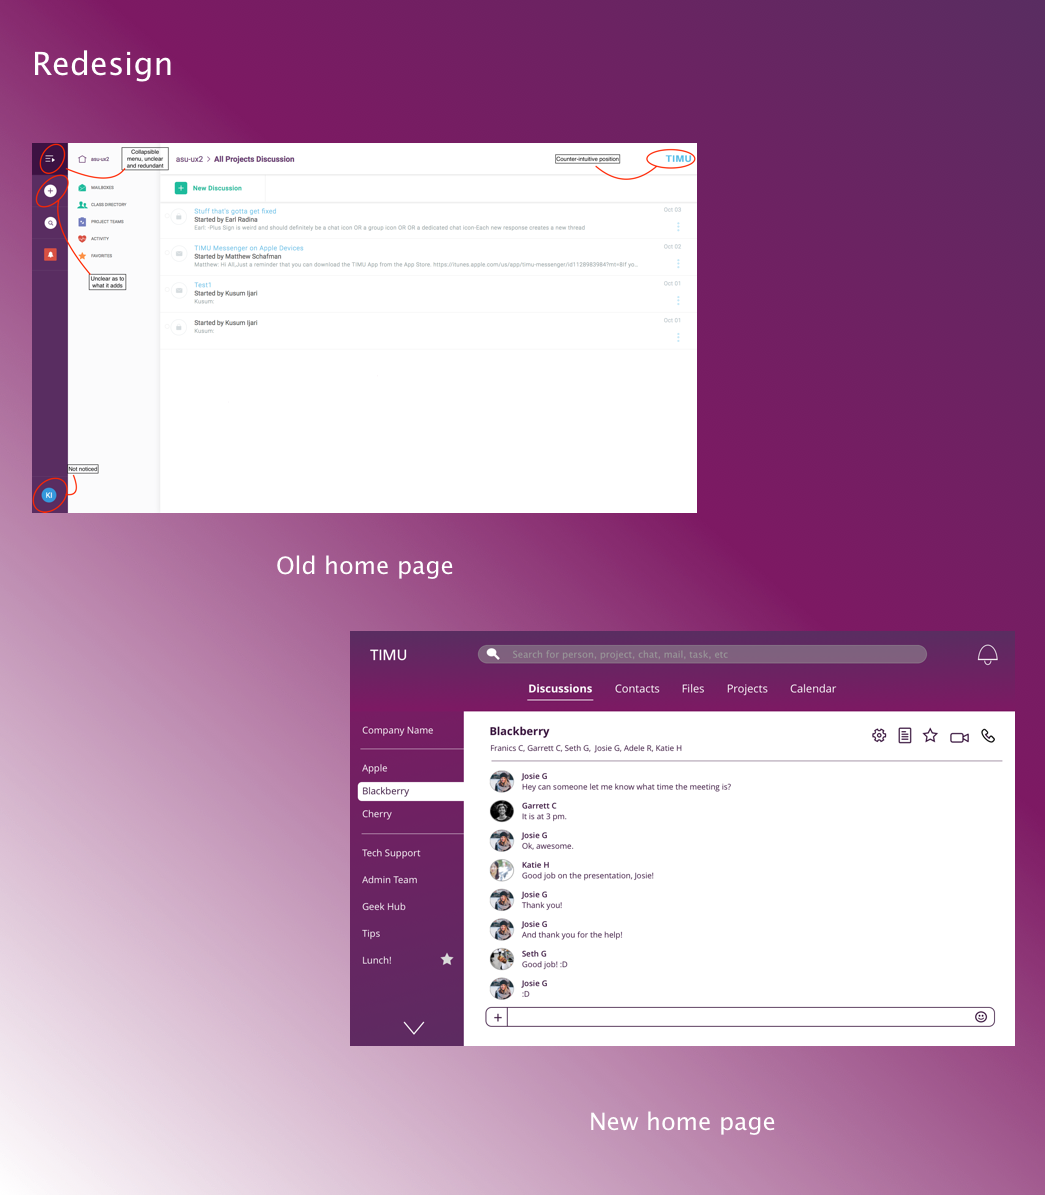 Redesign
Collapsible
menu, unclear
and redundant
asu-ux2
asu-ux2 > All Projects Discussion
Counter-intuitive position
TIMU
MAILBOXES
CLASS DIRECTORY
PROJECT TEAMS
ACTIVITY
FAVORITES
Unclear as to
what it adds
Not noticed
KI
New Discussion
Stuff that's gotta get fixed
Oct 03
Started by Earl Radina
Earl: -Plus Sign is weird and should definitely be a chat icon OR a group icon OR OR a dedicated chat icon-Each new response creates a new thread
TIMU Messenger on Apple Devices
Oct 02
Started by Matthew Schafman
Matthew: Hi All,Just a reminder that you can download the TIMU App from the App Store. https://itunes.apple.com/us/app/timu-messenger/id1128983984?mt=8If yo...
Test1
Oct 01
Started by Kusum Ijari
Kusum:
Oct 01
Started by Kusum Ijari
Kusum:
Old home page
TIMU
Search for person, project, chat, mail, task, etc
Discussions Contacts Files Projects Calendar
Company Name
Apple
Blackberry
Cherry
Tech Support
Admin Team
Geek Hub
Tips
Lunch!
Blackberry
Franics C, Garrett C, Seth G, Josie G, Adele R, Katie H
Josie G
Hey can someone let me know what time the meeting is?
Garrett C
It is at 3 pm.
Josie G
Ok, awesome.
Katie H
Good job on the presentation, Josie!
Josie G
Thank you!
Josie G
And thank you for the help!
Seth G
Good job! :D
Josie G
:D
+
New home page